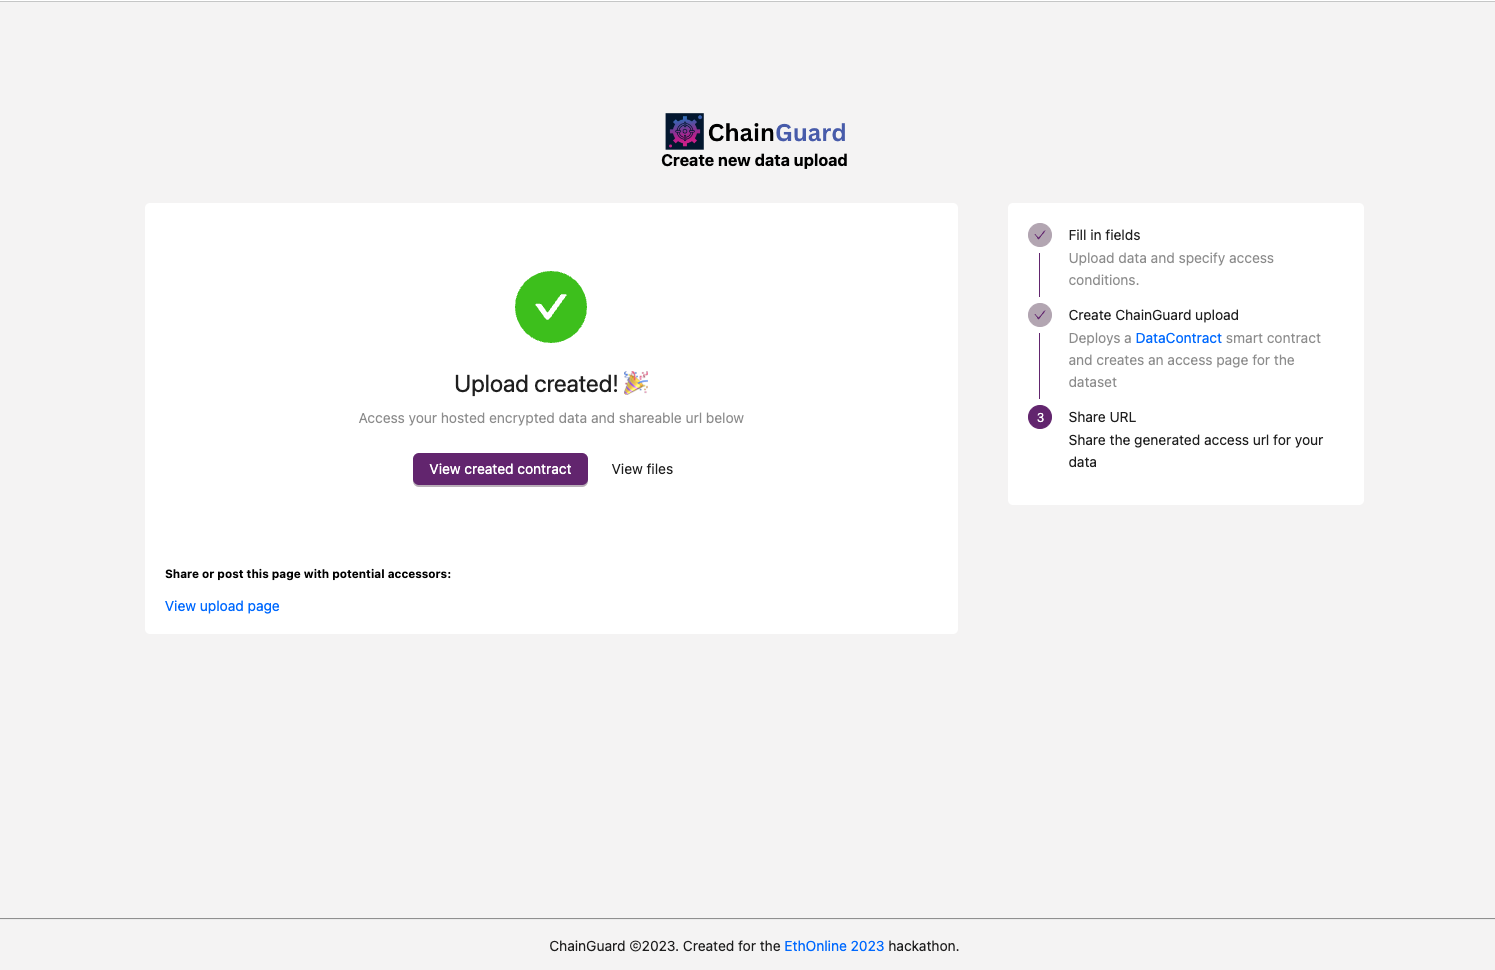 ChainGuard
Create new data upload
Upload created! 🎉
Access your hosted encrypted data and shareable url below
View created contract
View files
Share or post this page with potential accessors:
View upload page
Fill in fields
Upload data and specify access
conditions.
Create ChainGuard upload
Deploys a DataContract smart contract
and creates an access page for the
dataset
3
Share URL
Share the generated access url for your
data
ChainGuard ©2023. Created for the EthOnline 2023 hackathon.